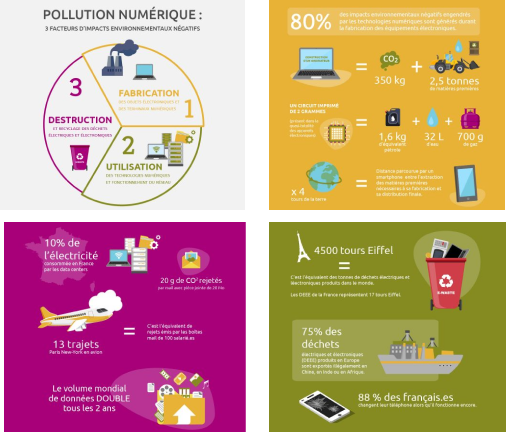 POLLUTION NUMÉRIQUE :
3 FACTEURS D'IMPACTS ENVIRONNEMENTAUX NÉGATIFS
FABRICATION
DES OBJETS ÉLECTRONIQUES ET
DES TERMINAUX NUMÉRIQUES
1
3
DESTRUCTION
ET RECYCLAGE DES DÉCHETS
ÉLECTRIQUES ET ÉLECTRONIQUES
2
UTILISATION
DES TECHNOLOGIES NUMÉRIQUES
ET FONCTIONNEMENT DU RÉSEAU
80%
des impacts environnementaux négatifs engendrés
par les technologies numériques sont générés durant
la fabrication des équipements électroniques.
=
CO2
+
350 kg
2,5 tonnes
de matières premières
UN CIRCUIT IMPRIMÉ
DE 2 GRAMMES
=
+
+
1,6 kg
d'équivalent
pétrole
32 L
d'eau
700 g
de gaz
x 4
tours de la terre
=
Distance parcourue par un
smartphone: entre l'extraction
des matières premières
nécessaires à sa fabrication et
sa distribution finale.
10% de
l'électricité
consommée en France
par les data centers
20 g de CO² rejetés
par mail avec pièce jointe de 20 Mo
13 trajets
Paris New-York en avion
=
C'est l'équivalent de
rejets émis par les boîtes
mail de 100 salarié.es
Le volume mondial
de données DOUBLE
tous les 2 ans
4500 tours Eiffel
=
C'est l'équivalent des tonnes de déchets électriques et
électroniques produits dans le monde.
Les DEEE de la France représentent 17 tours Eiffel.
E-WASTE
75% des
déchets
électriques et électroniques
(DEEE) produits en Europe
sont exportés illégalement en
Chine, en Inde ou en Afrique.
88 % des français.es
changent leur téléphone alors qu'il fonctionne encore.